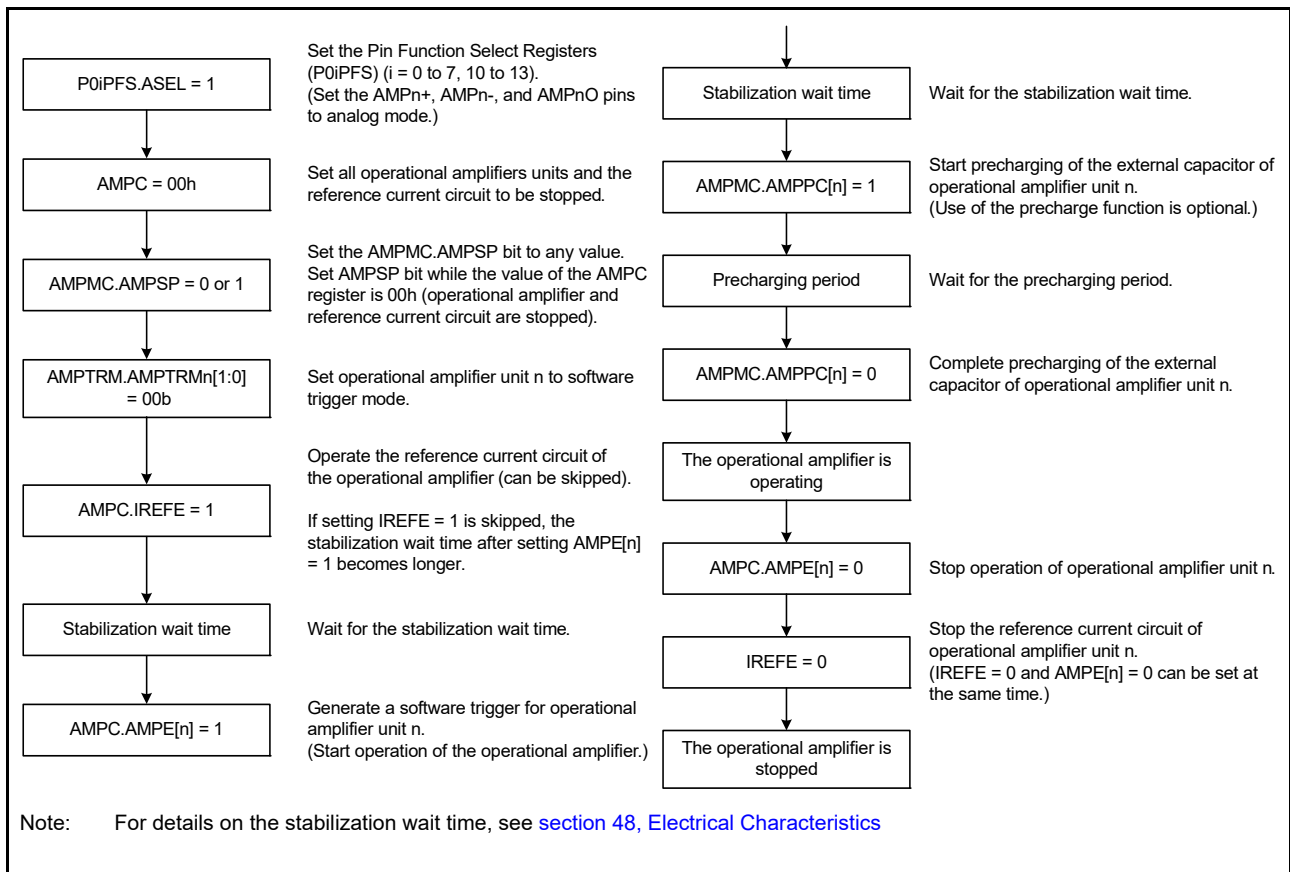 P0iPFS.ASEL = 1
Set the Pin Function Select Registers
(P0iPFS) (i = 0 to 7, 10 to 13).
(Set the AMPn+, AMPn-, and AMPnO pins
to analog mode.)
AMPC = 00h
Set all operational amplifiers units and the
reference current circuit to be stopped.
AMPMC.AMPSP = 0 or 1
Set the AMPMC.AMPSP bit to any value.
Set AMPSP bit while the value of the AMPC
register is 00h (operational amplifier and
reference current circuit are stopped).
AMPTRM.AMPTRMn[1:0]
= 00b
Set operational amplifier unit n to software
trigger mode.
AMPC.IREFE = 1
Operate the reference current circuit of
the operational amplifier (can be skipped).
If setting IREFE = 1 is skipped, the
stabilization wait time after setting AMPE[n]
= 1 becomes longer.
Stabilization wait time
Wait for the stabilization wait time.
AMPC.AMPE[n] = 1
Generate a software trigger for operational
amplifier unit n.
(Start operation of the operational amplifier.)
Stabilization wait time
Wait for the stabilization wait time.
AMPMC.AMPPC[n] = 1
Start precharging of the external capacitor of
operational amplifier unit n.
(Use of the precharge function is optional.)
Precharging period
Wait for the precharging period.
AMPMC.AMPPC[n] = 0
Complete precharging of the external
capacitor of operational amplifier unit n.
The operational amplifier is
operating
AMPC.AMPE[n] = 0
Stop operation of operational amplifier unit n.
IREFE = 0
Stop the reference current circuit of
operational amplifier unit n.
(IREFE = 0 and AMPE[n] = 0 can be set at
the same time.)
The operational amplifier is
stopped
Note: For details on the stabilization wait time, see section 48, Electrical Characteristics